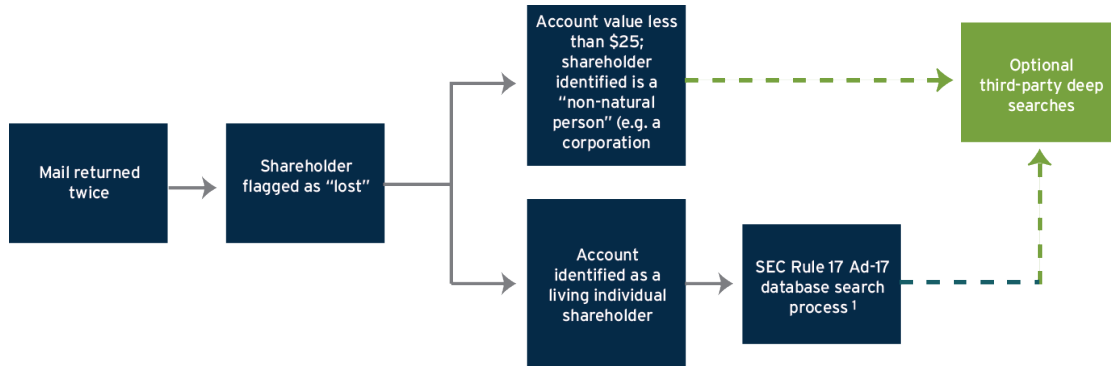 Mail returned
twice
Shareholder
flagged as “lost”
Account value less
than $25;
shareholder
identified is a
“non-natural
person” (e.g. a
corporation
Account
identified as a
living individual
shareholder
SEC Rule 17 Ad-17
database search
process 1
Optional
third-party deep
searches